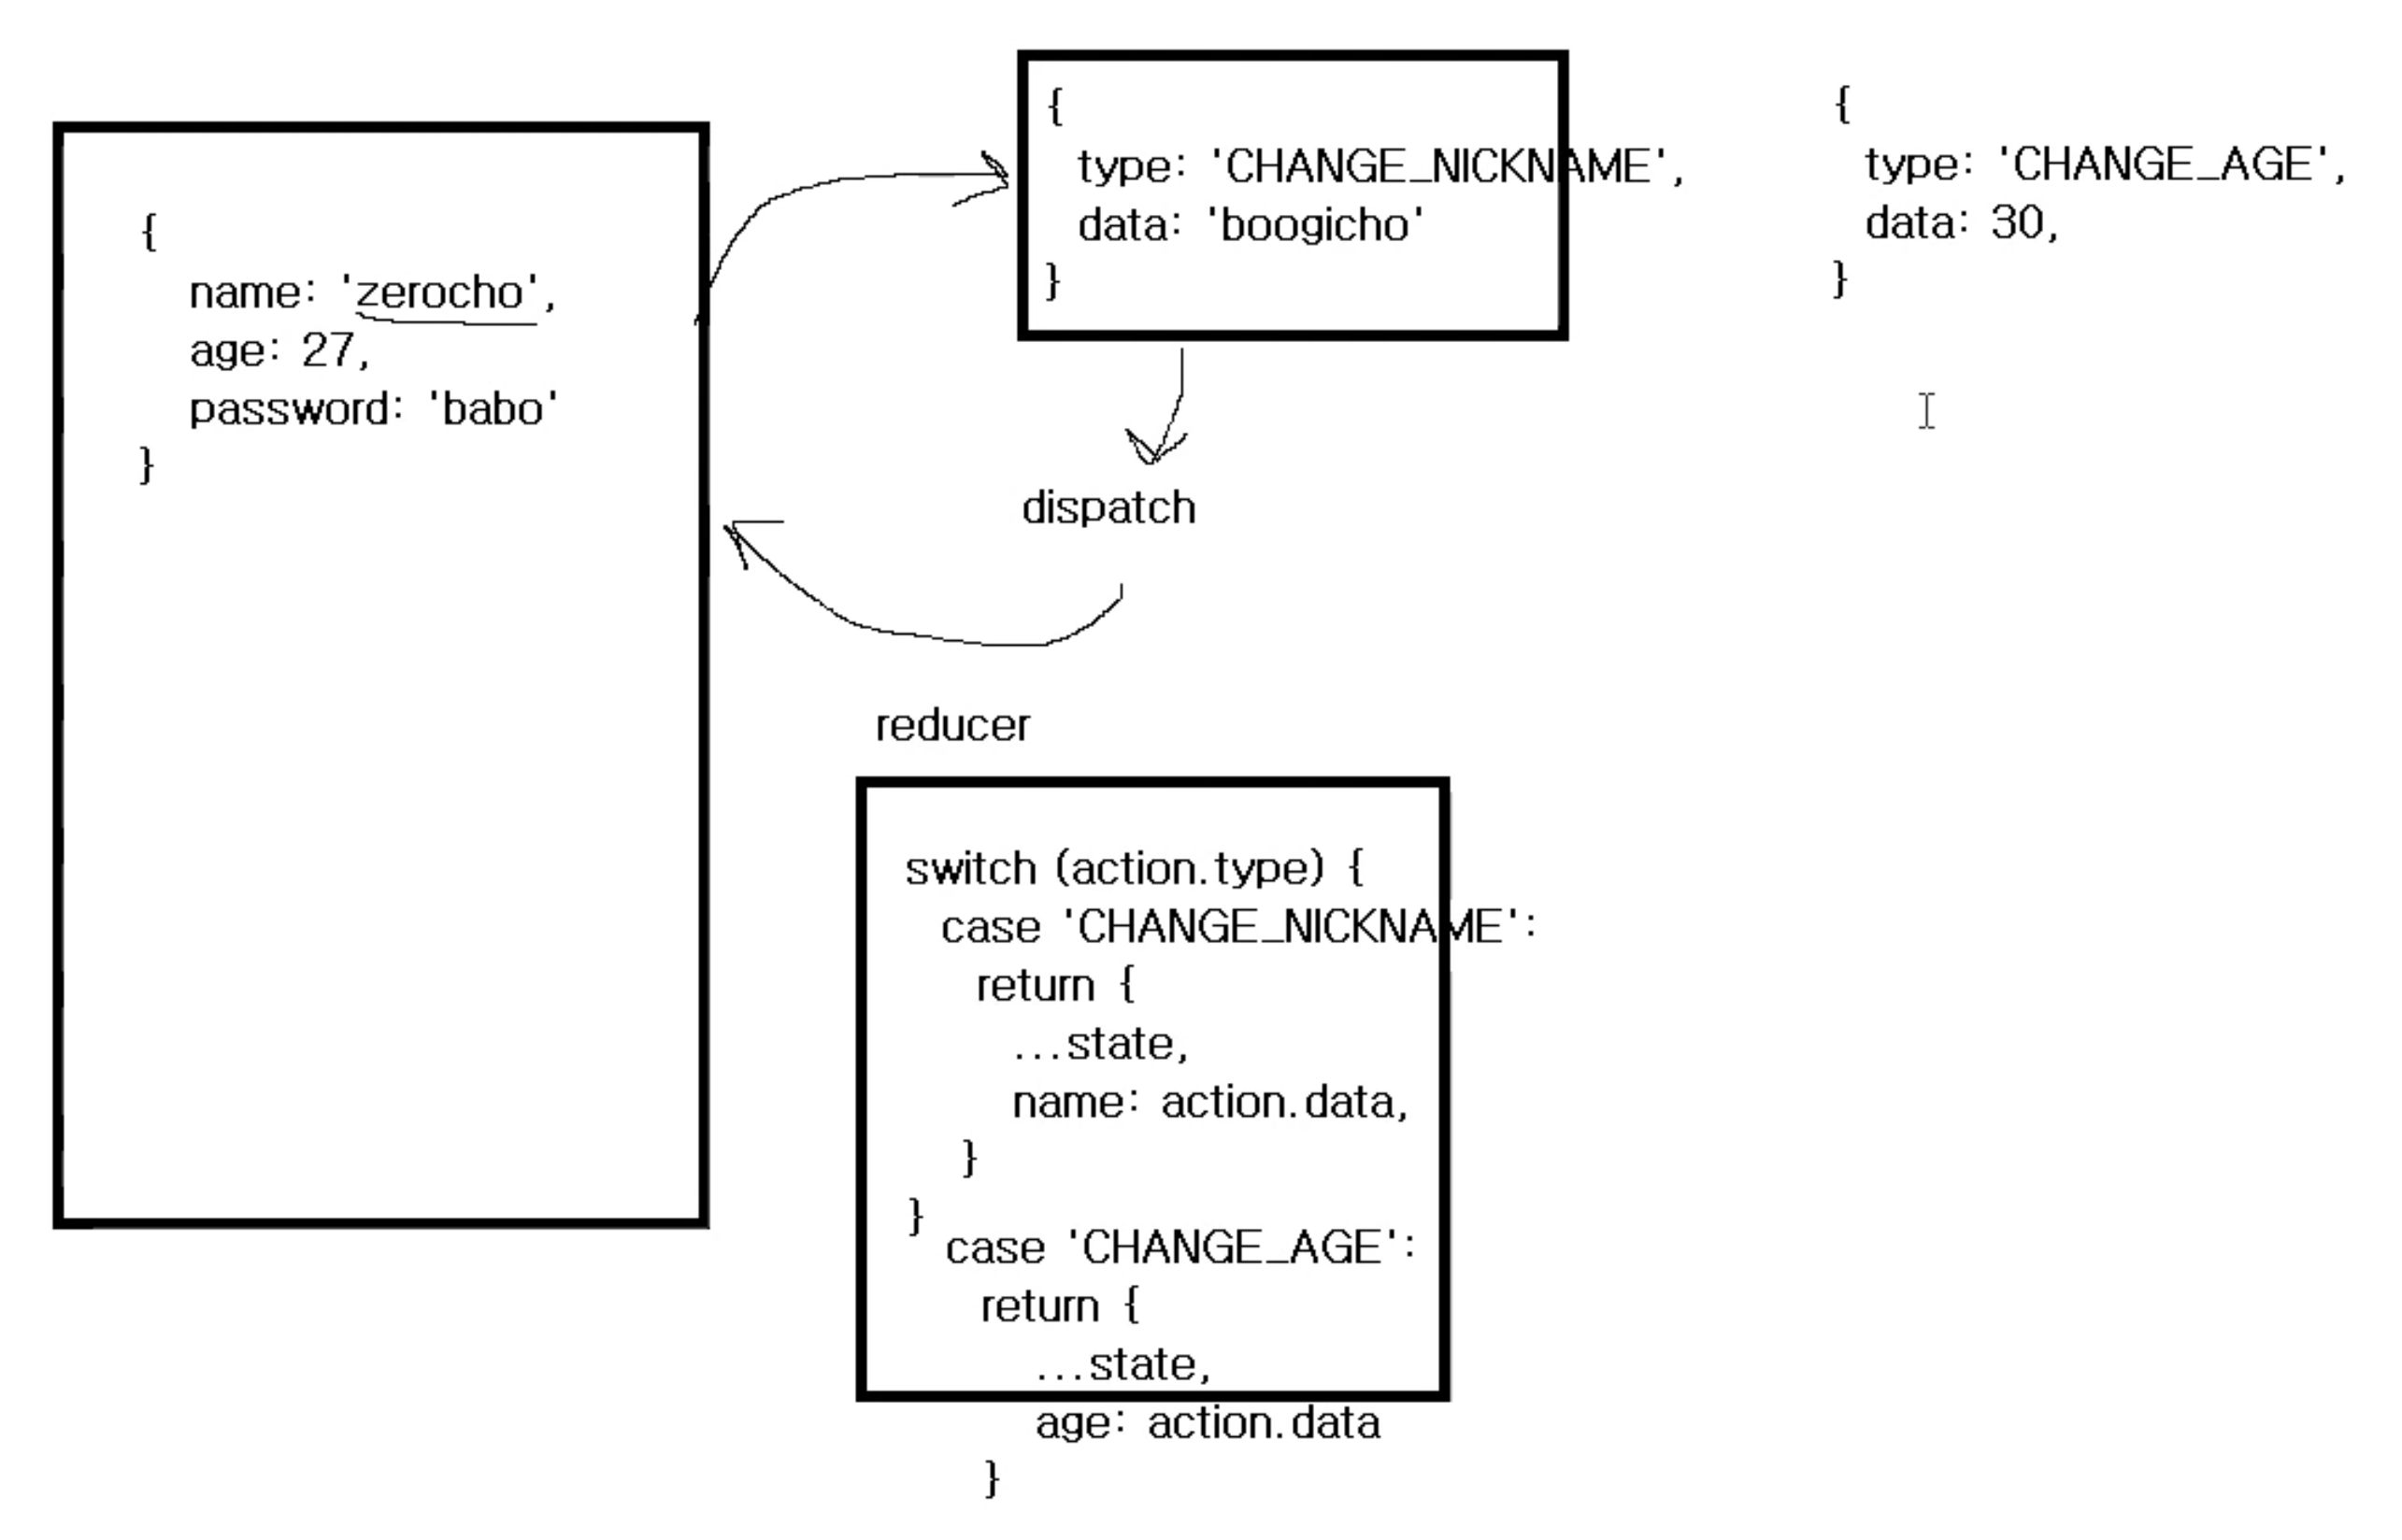 {
name: 'zerocho',
age: 27,
password: 'babo'
}
{
type: 'CHANGE_NICKNAME',
data: 'boogicho'
}
{
type: 'CHANGE_AGE',
data: 30,
}
dispatch
reducer
switch (action.type) {
case 'CHANGE_NICKNAME':
return {
...state,
name: action.data,
}
}
case 'CHANGE_AGE':
return {
...state,
age: action.data
}